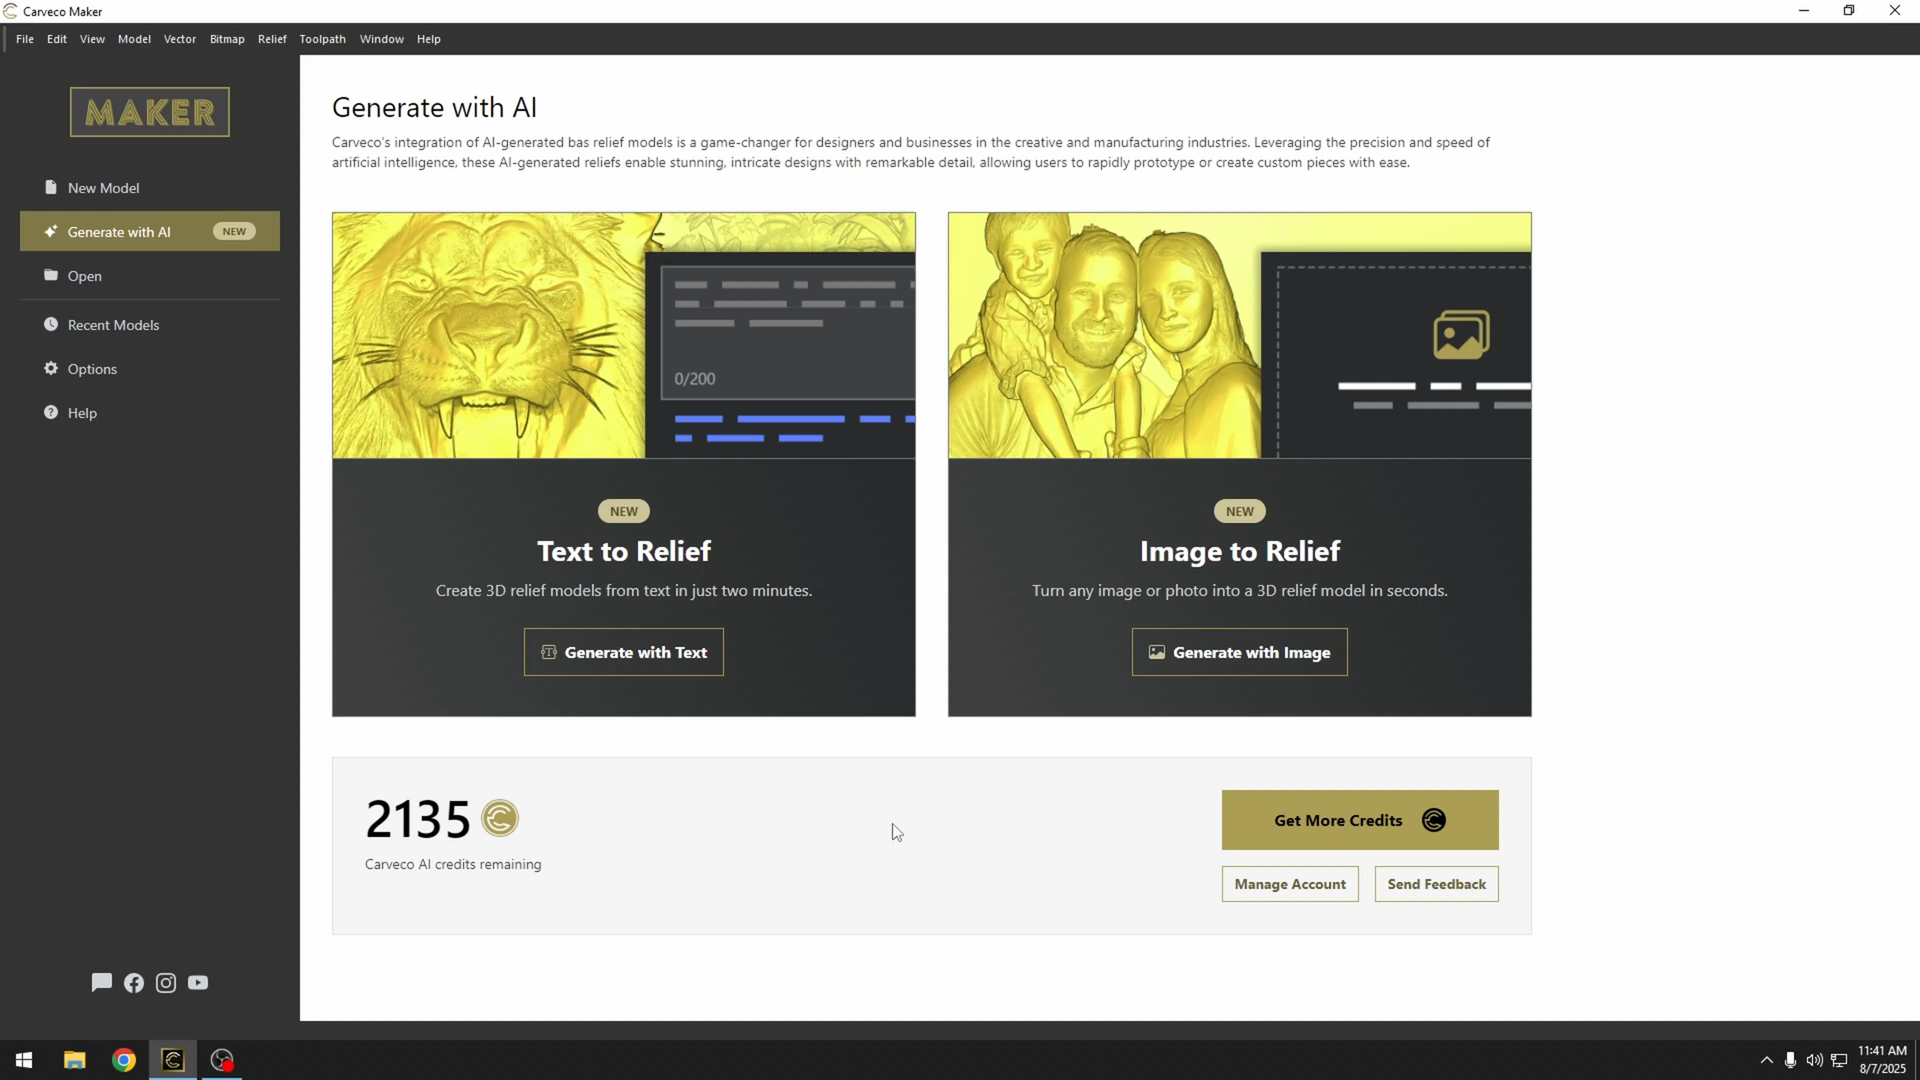 Carveco Maker
File Edit View Model Vector Bitmap Relief Toolpath Window Help
MAKER
New Model
Generate with AI NEW
Open
Recent Models
Options
Help
Generate with AI
Carveco's integration of AI-generated bas relief models is a game-changer for designers and businesses in the creative and manufacturing industries. Leveraging the precision and speed of
artificial intelligence, these AI-generated reliefs enable stunning, intricate designs with remarkable detail, allowing users to rapidly prototype or create custom pieces with ease.
0/200
NEW
Text to Relief
Create 3D relief models from text in just two minutes.
Generate with Text
NEW
Image to Relief
Turn any image or photo into a 3D relief model in seconds.
Generate with Image
2135
Carveco AI credits remaining
Get More Credits
Manage Account
Send Feedback
11:41 AM
8/7/2025